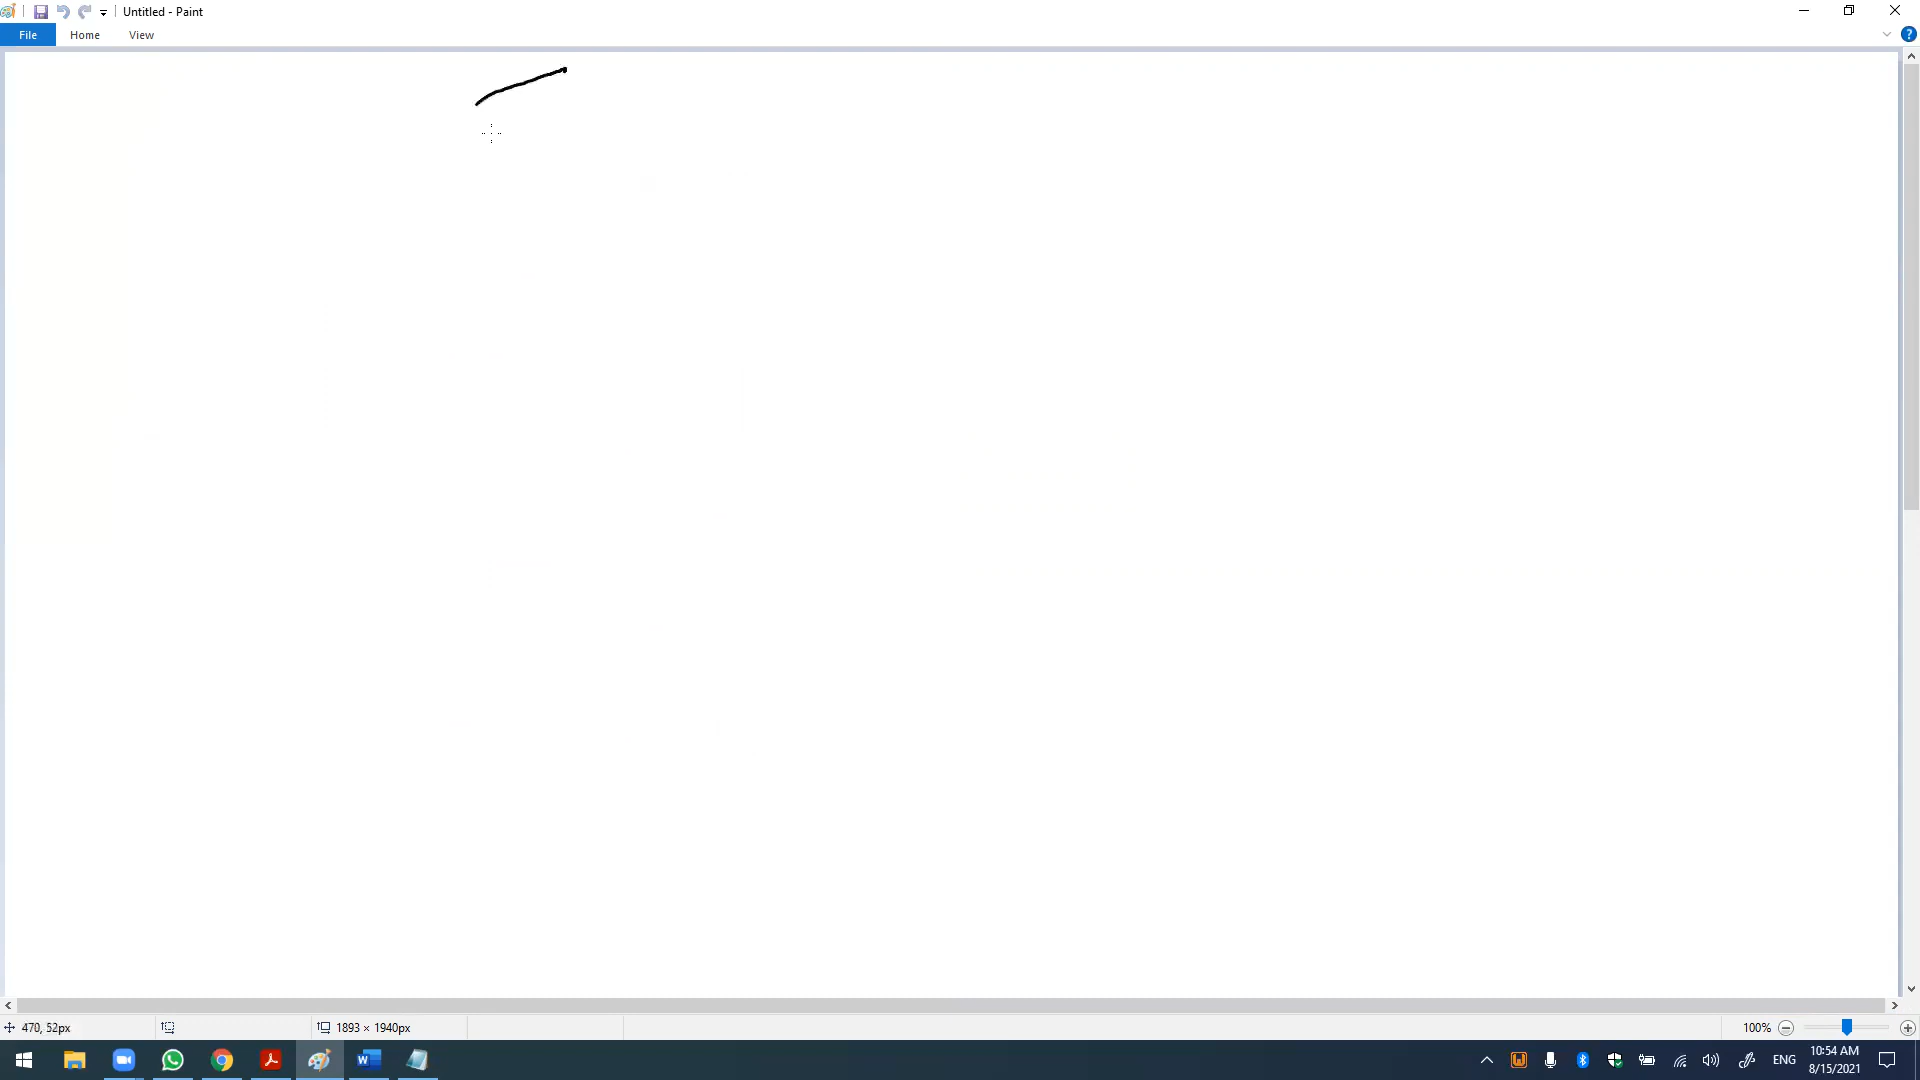 Untitled - Paint
File Home View
470, 52px 1893 × 1940px 100%
ENG 10:54 AM
8/15/2021